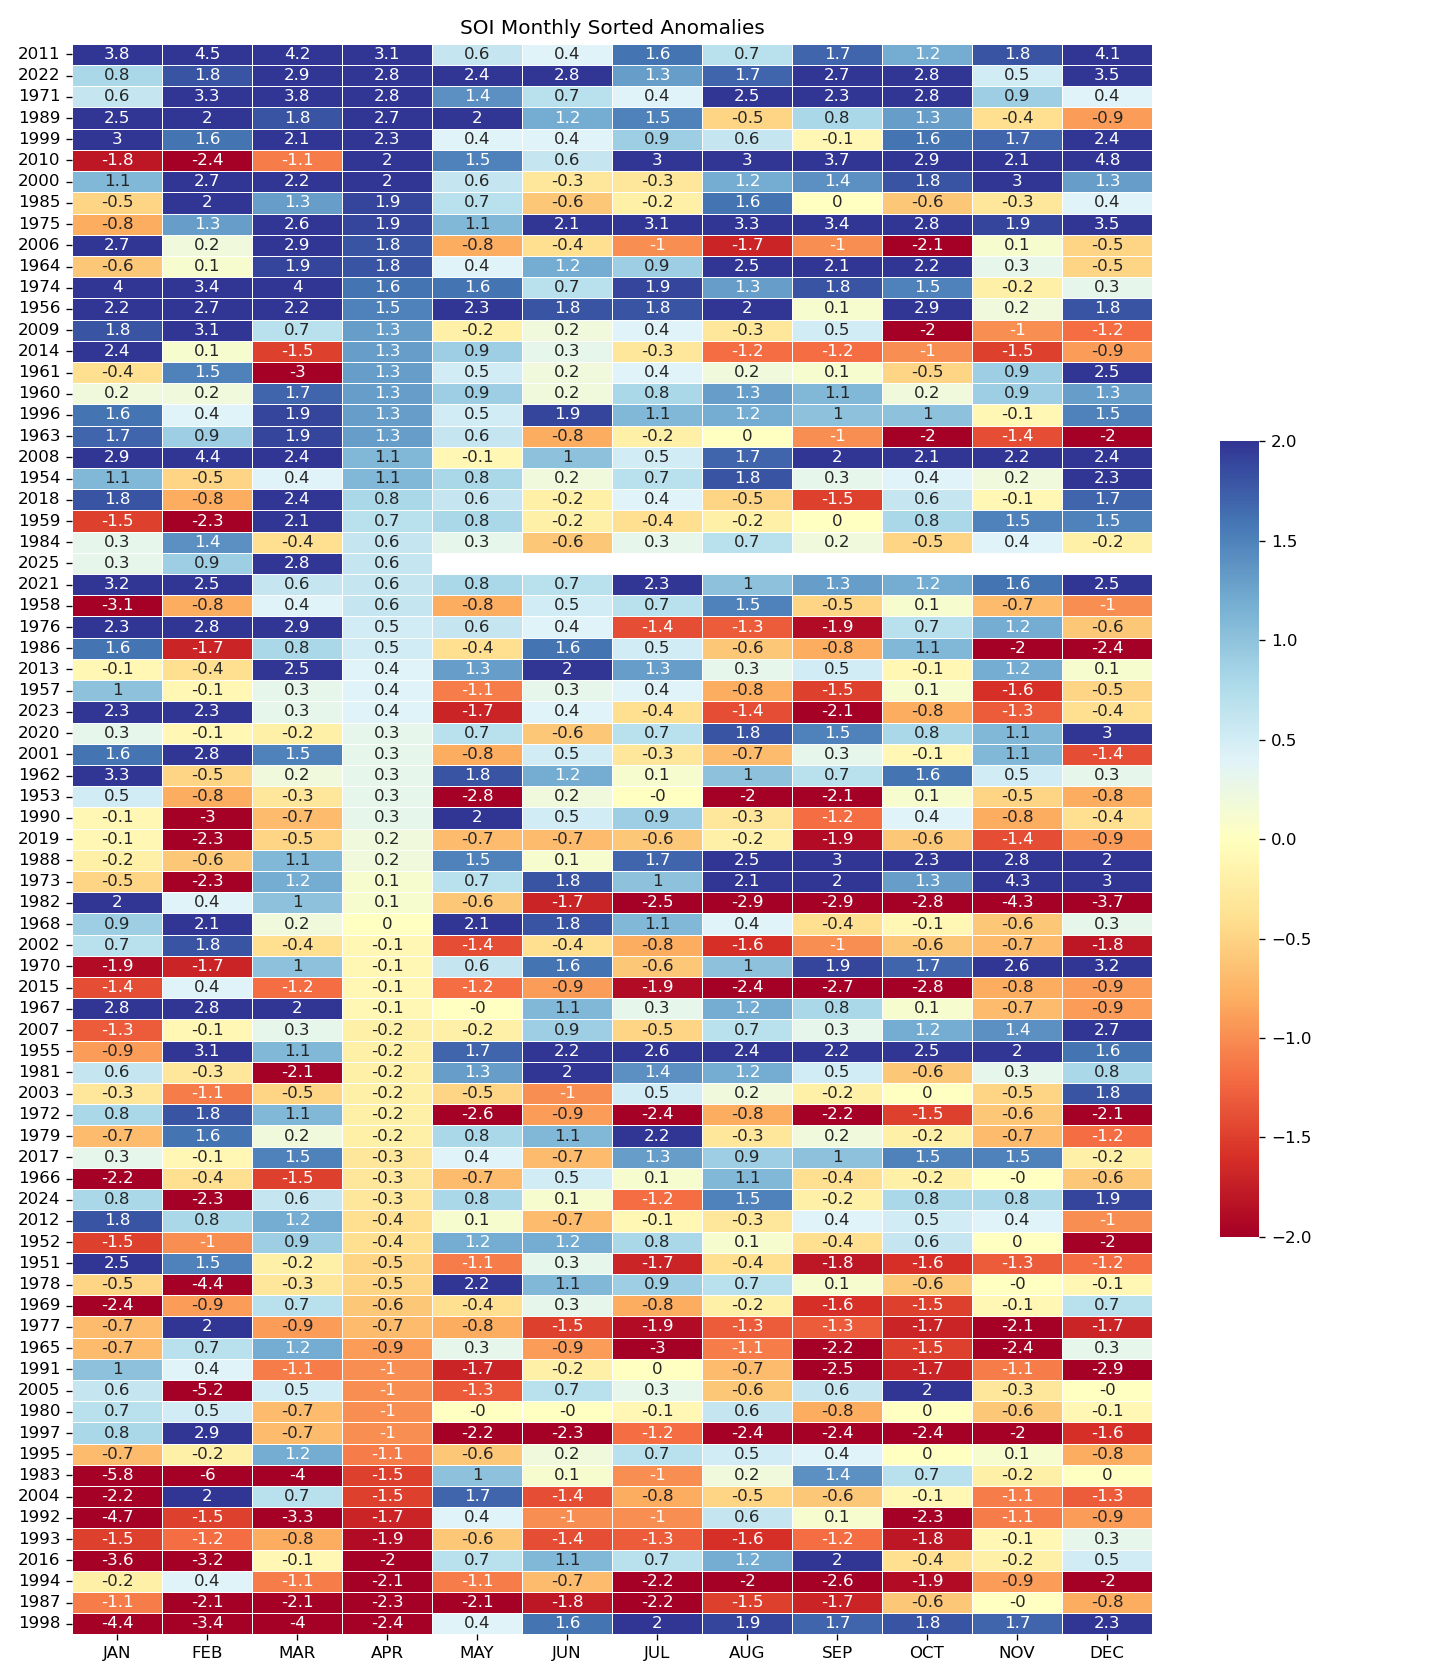 SOI Monthly Sorted Anomalies
2011 3.8 4.5 4.2 3.1 0.6 0.4 1.6 0.7 1.7 1.2 1.8 4.1
2022 0.8 1.8 2.9 2.8 2.4 2.8 1.3 1.7 2.7 2.8 0.5 3.5
1971 0.6 3.3 3.8 2.8 1.4 0.7 0.4 2.5 2.3 2.8 0.9 0.4
1989 2.5 2 1.8 2.7 2 1.2 1.5 -0.5 0.8 1.3 -0.4 -0.9
1999 3 1.6 2.1 2.3 0.4 0.4 0.9 0.6 -0.1 1.6 1.7 2.4
2010 -1.8 -2.4 -1.1 2 1.5 0.6 3 3 3.7 2.9 2.1 4.8
2000 1.1 2.7 2.2 2 0.6 -0.3 -0.3 1.2 1.4 1.8 3 1.3
1985 -0.5 2 1.3 1.9 0.7 -0.6 -0.2 1.6 0 -0.6 -0.3 0.4
1975 -0.8 1.3 2.6 1.9 1.1 2.1 3.1 3.3 3.4 2.8 1.9 3.5
2006 2.7 0.2 2.9 1.8 -0.8 -0.4 -1 -1.7 -1 -2.1 0.1 -0.5
1964 -0.6 0.1 1.9 1.8 0.4 1.2 0.9 2.5 2.1 2.2 0.3 -0.5
1974 4 3.4 4 1.6 1.6 0.7 1.9 1.3 1.8 1.5 -0.2 0.3
1956 2.2 2.7 2.2 1.5 2.3 1.8 1.8 2 0.1 2.9 0.2 1.8
2009 1.8 3.1 0.7 1.3 -0.2 0.2 0.4 -0.3 0.5 -2 -1 -1.2
2014 2.4 0.1 -1.5 1.3 0.9 0.3 -0.3 -1.2 -1.2 -1 -1.5 -0.9
1961 -0.4 1.5 -3 1.3 0.5 0.2 0.4 0.2 0.1 -0.5 0.9 2.5
1960 0.2 0.2 1.7 1.3 0.9 0.2 0.8 1.3 1.1 0.2 0.9 1.3
1996 1.6 0.4 1.9 1.3 0.5 1.9 1.1 1.2 1 1 -0.1 1.5
1963 1.7 0.9 1.9 1.3 0.6 -0.8 -0.2 0 -1 -2 -1.4 -2
2008 2.9 4.4 2.4 1.1 -0.1 1 0.5 1.7 2 2.1 2.2 2.4
1954 1.1 -0.5 0.4 1.1 0.8 0.2 0.7 1.8 0.3 0.4 0.2 2.3
2018 1.8 -0.8 2.4 0.8 0.6 -0.2 0.4 -0.5 -1.5 0.6 -0.1 1.7
1959 -1.5 -2.3 2.1 0.7 0.8 -0.2 -0.4 -0.2 0 0.8 1.5 1.5
1984 0.3 1.4 -0.4 0.6 0.3 -0.6 0.3 0.7 0.2 -0.5 0.4 -0.2
2025 0.3 0.9 2.8 0.6
2021 3.2 2.5 0.6 0.6 0.8 0.7 2.3 1 1.3 1.2 1.6 2.5
1958 -3.1 -0.8 0.4 0.6 -0.8 0.5 0.7 1.5 -0.5 0.1 -0.7 -1
1976 2.3 2.8 2.9 0.5 0.6 0.4 -1.4 -1.3 -1.9 0.7 1.2 -0.6
1986 1.6 -1.7 0.8 0.5 -0.4 1.6 0.5 -0.6 -0.8 1.1 -2 -2.4
2013 -0.1 -0.4 2.5 0.4 1.3 2 1.3 0.3 0.5 -0.1 1.2 0.1
1957 1 -0.1 0.3 0.4 -1.1 0.3 0.4 -0.8 -1.5 0.1 -1.6 -0.5
2023 2.3 2.3 0.3 0.4 -1.7 0.4 -0.4 -1.4 -2.1 -0.8 -1.3 -0.4
2020 0.3 -0.1 -0.2 0.3 0.7 -0.6 0.7 1.8 1.5 0.8 1.1 3
2001 1.6 2.8 1.5 0.3 -0.8 0.5 -0.3 -0.7 0.3 -0.1 1.1 -1.4
1962 3.3 -0.5 0.2 0.3 1.8 1.2 0.1 1 0.7 1.6 0.5 0.3
1953 0.5 -0.8 -0.3 0.3 -2.8 0.2 -0 -2 -2.1 0.1 -0.5 -0.8
1990 -0.1 -3 -0.7 0.3 2 0.5 0.9 -0.3 -1.2 0.4 -0.8 -0.4
2019 -0.1 -2.3 -0.5 0.2 -0.7 -0.7 -0.6 -0.2 -1.9 -0.6 -1.4 -0.9
1988 -0.2 -0.6 1.1 0.2 1.5 0.1 1.7 2.5 3 2.3 2.8 2
1973 -0.5 -2.3 1.2 0.1 0.7 1.8 1 2.1 2 1.3 4.3 3
1982 2 0.4 1 0.1 -0.6 -1.7 -2.5 -2.9 -2.9 -2.8 -4.3 -3.7
1968 0.9 2.1 0.2 0 2.1 1.8 1.1 0.4 -0.4 -0.1 -0.6 0.3
2002 0.7 1.8 -0.4 -0.1 -1.4 -0.4 -0.8 -1.6 -1 -0.6 -0.7 -1.8
1970 -1.9 -1.7 1 -0.1 0.6 1.6 -0.6 1 1.9 1.7 2.6 3.2
2015 -1.4 0.4 -1.2 -0.1 -1.2 -0.9 -1.9 -2.4 -2.7 -2.8 -0.8 -0.9
1967 2.8 2.8 2 -0.1 -0 1.1 0.3 1.2 0.8 0.1 -0.7 -0.9
2007 -1.3 -0.1 0.3 -0.2 -0.2 0.9 -0.5 0.7 0.3 1.2 1.4 2.7
1955 -0.9 3.1 1.1 -0.2 1.7 2.2 2.6 2.4 2.2 2.5 2 1.6
1981 0.6 -0.3 -2.1 -0.2 1.3 2 1.4 1.2 0.5 -0.6 0.3 0.8
2003 -0.3 -1.1 -0.5 -0.2 -0.5 -1 0.5 0.2 -0.2 0 -0.5 1.8
1972 0.8 1.8 1.1 -0.2 -2.6 -0.9 -2.4 -0.8 -2.2 -1.5 -0.6 -2.1
1979 -0.7 1.6 0.2 -0.2 0.8 1.1 2.2 -0.3 0.2 -0.2 -0.7 -1.2
2017 0.3 -0.1 1.5 -0.3 0.4 -0.7 1.3 0.9 1 1.5 1.5 -0.2
1966 -2.2 -0.4 -1.5 -0.3 -0.7 0.5 0.1 1.1 -0.4 -0.2 -0 -0.6
2024 0.8 -2.3 0.6 -0.3 0.8 0.1 -1.2 1.5 -0.2 0.8 0.8 1.9
2012 1.8 0.8 1.2 -0.4 0.1 -0.7 -0.1 -0.3 0.4 0.5 0.4 -1
1952 -1.5 -1 0.9 -0.4 1.2 1.2 0.8 0.1 -0.4 0.6 0 -2
1951 2.5 1.5 -0.2 -0.5 -1.1 0.3 -1.7 -0.4 -1.8 -1.6 -1.3 -1.2
1978 -0.5 -4.4 -0.3 -0.5 2.2 1.1 0.9 0.7 0.1 -0.6 -0 -0.1
1969 -2.4 -0.9 0.7 -0.6 -0.4 0.3 -0.8 -0.2 -1.6 -1.5 -0.1 0.7
1977 -0.7 2 -0.9 -0.7 -0.8 -1.5 -1.9 -1.3 -1.3 -1.7 -2.1 -1.7
1965 -0.7 0.7 1.2 -0.9 0.3 -0.9 -3 -1.1 -2.2 -1.5 -2.4 0.3
1991 1 0.4 -1.1 -1 -1.7 -0.2 0 -0.7 -2.5 -1.7 -1.1 -2.9
2005 0.6 -5.2 0.5 -1 -1.3 0.7 0.3 -0.6 0.6 2 -0.3 -0
1980 0.7 0.5 -0.7 -1 -0 -0 -0.1 0.6 -0.8 0 -0.6 -0.1
1997 0.8 2.9 -0.7 -1 -2.2 -2.3 -1.2 -2.4 -2.4 -2.4 -2 -1.6
1995 -0.7 -0.2 1.2 -1.1 -0.6 0.2 0.7 0.5 0.4 0 0.1 -0.8
1983 -5.8 -6 -4 -1.5 1 0.1 -1 0.2 1.4 0.7 -0.2 0
2004 -2.2 2 0.7 -1.5 1.7 -1.4 -0.8 -0.5 -0.6 -0.1 -1.1 -1.3
1992 -4.7 -1.5 -3.3 -1.7 0.4 -1 -1 0.6 0.1 -2.3 -1.1 -0.9
1993 -1.5 -1.2 -0.8 -1.9 -0.6 -1.4 -1.3 -1.6 -1.2 -1.8 -0.1 0.3
2016 -3.6 -3.2 -0.1 -2 0.7 1.1 0.7 1.2 2 -0.4 -0.2 0.5
1994 -0.2 0.4 -1.1 -2.1 -1.1 -0.7 -2.2 -2 -2.6 -1.9 -0.9 -2
1987 -1.1 -2.1 -2.1 -2.3 -2.1 -1.8 -2.2 -1.5 -1.7 -0.6 -0 -0.8
1998 -4.4 -3.4 -4 -2.4 0.4 1.6 2 1.9 1.7 1.8 1.7 2.3
JAN FEB MAR APR MAY JUN JUL AUG SEP OCT NOV DEC
2.0
1.5
1.0
0.5
0.0
−0.5
−1.0
−1.5
−2.0